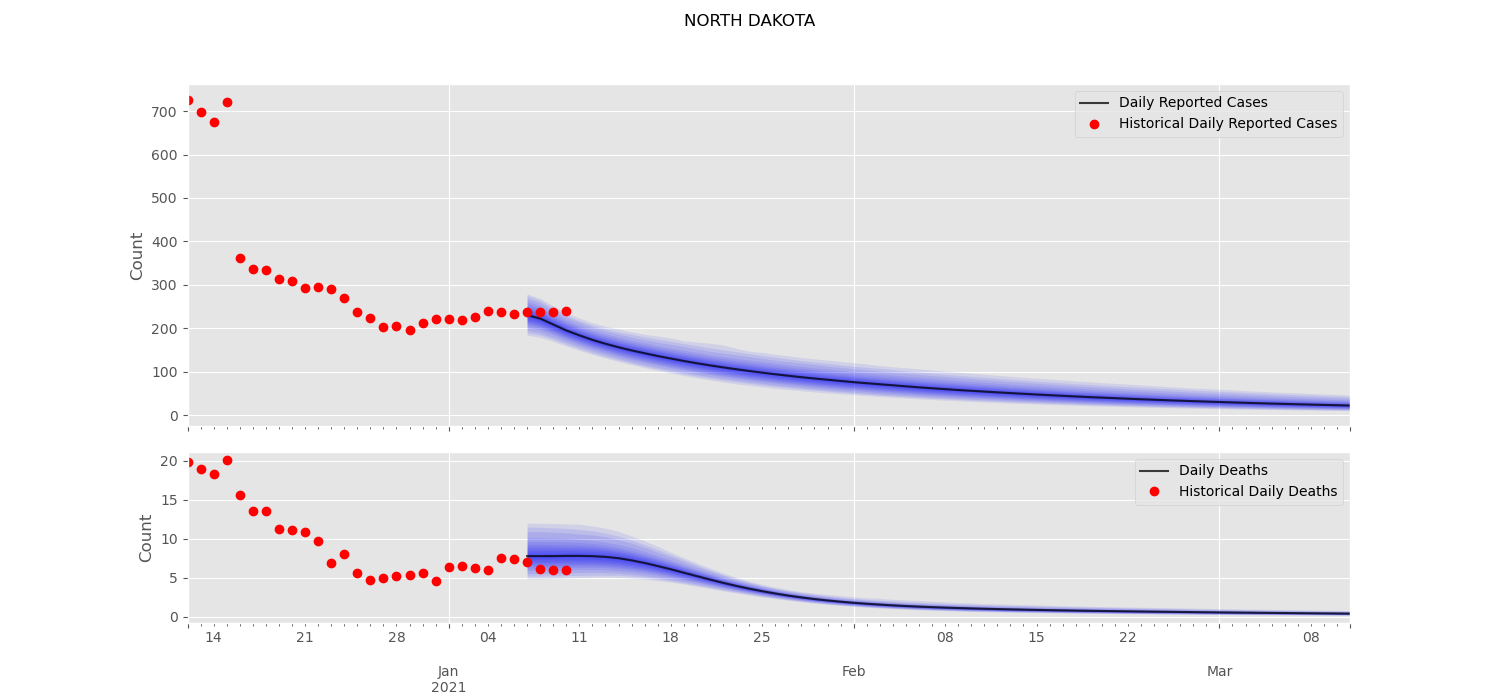 NORTH DAKOTA
Daily Reported Cases
Historical Daily Reported Cases
700
600
500
400
300
200
100
0
Count
Daily Deaths
Historical Daily Deaths
20
15
10
5
0
Count
14 21 28 04 11 18 25 08 15 22 08
Jan Feb Mar
2021